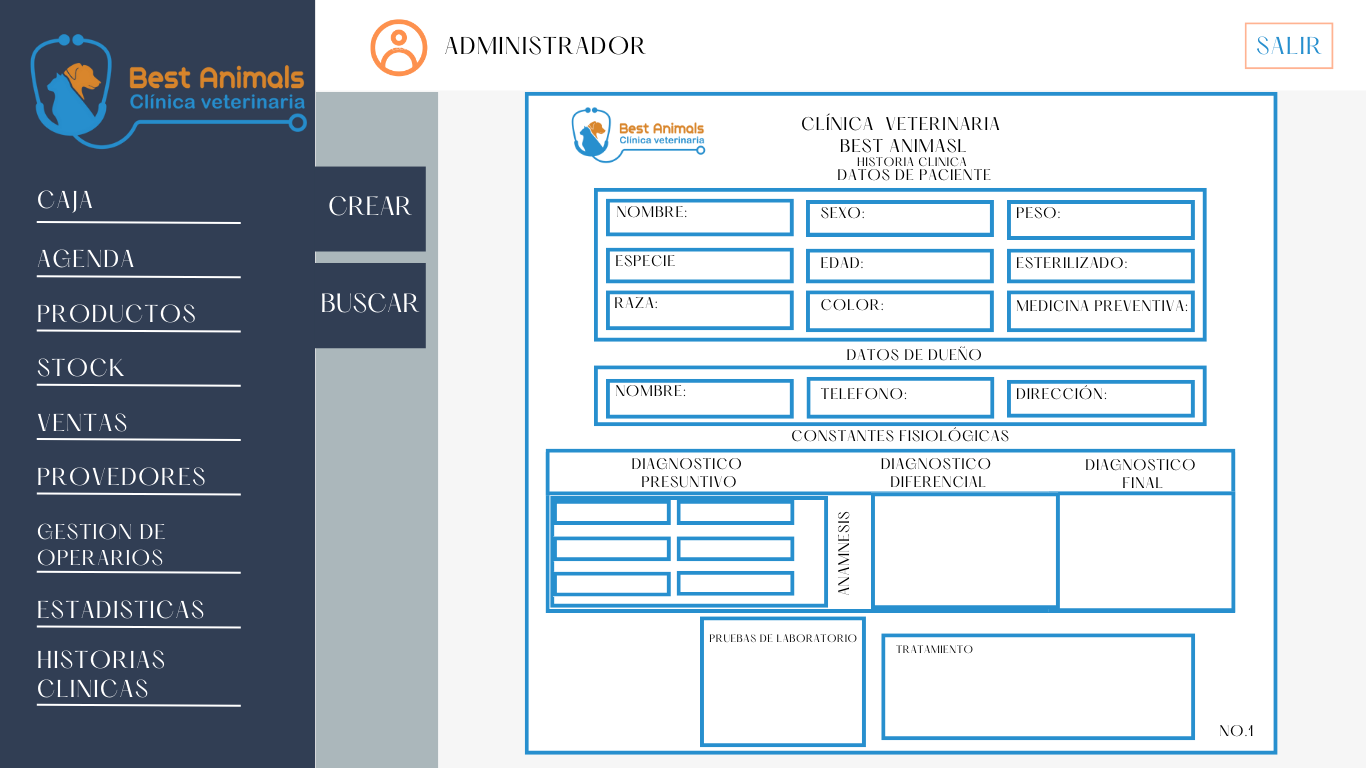 Best Animals
Clínica veterinaria
ADMINISTRADOR
SALIR
CAJA
AGENDA
PRODUCTOS
STOCK
VENTAS
PROVEDORES
GESTION DE
OPERARIOS
ESTADISTICAS
HISTORIAS
CLINICAS
CREAR
BUSCAR
Best Animals
Clínica veterinaria
CLÍNICA VETERINARIA
BEST ANIMASL
HISTORIA CLINICA
DATOS DE PACIENTE
NOMBRE:
SEXO:
PESO:
ESPECIE
EDAD:
ESTERILIZADO:
RAZA:
COLOR:
MEDICINA PREVENTIVA:
DATOS DE DUEÑO
NOMBRE:
TELEFONO:
DIRECCIÓN:
CONSTANTES FISIOLÓGICAS
DIAGNOSTICO
PRESUNTIVO
DIAGNOSTICO
DIFERENCIAL
DIAGNOSTICO
FINAL
ANAMNESIS
PRUEBAS DE LABORATORIO
TRATAMIENTO
NO.1